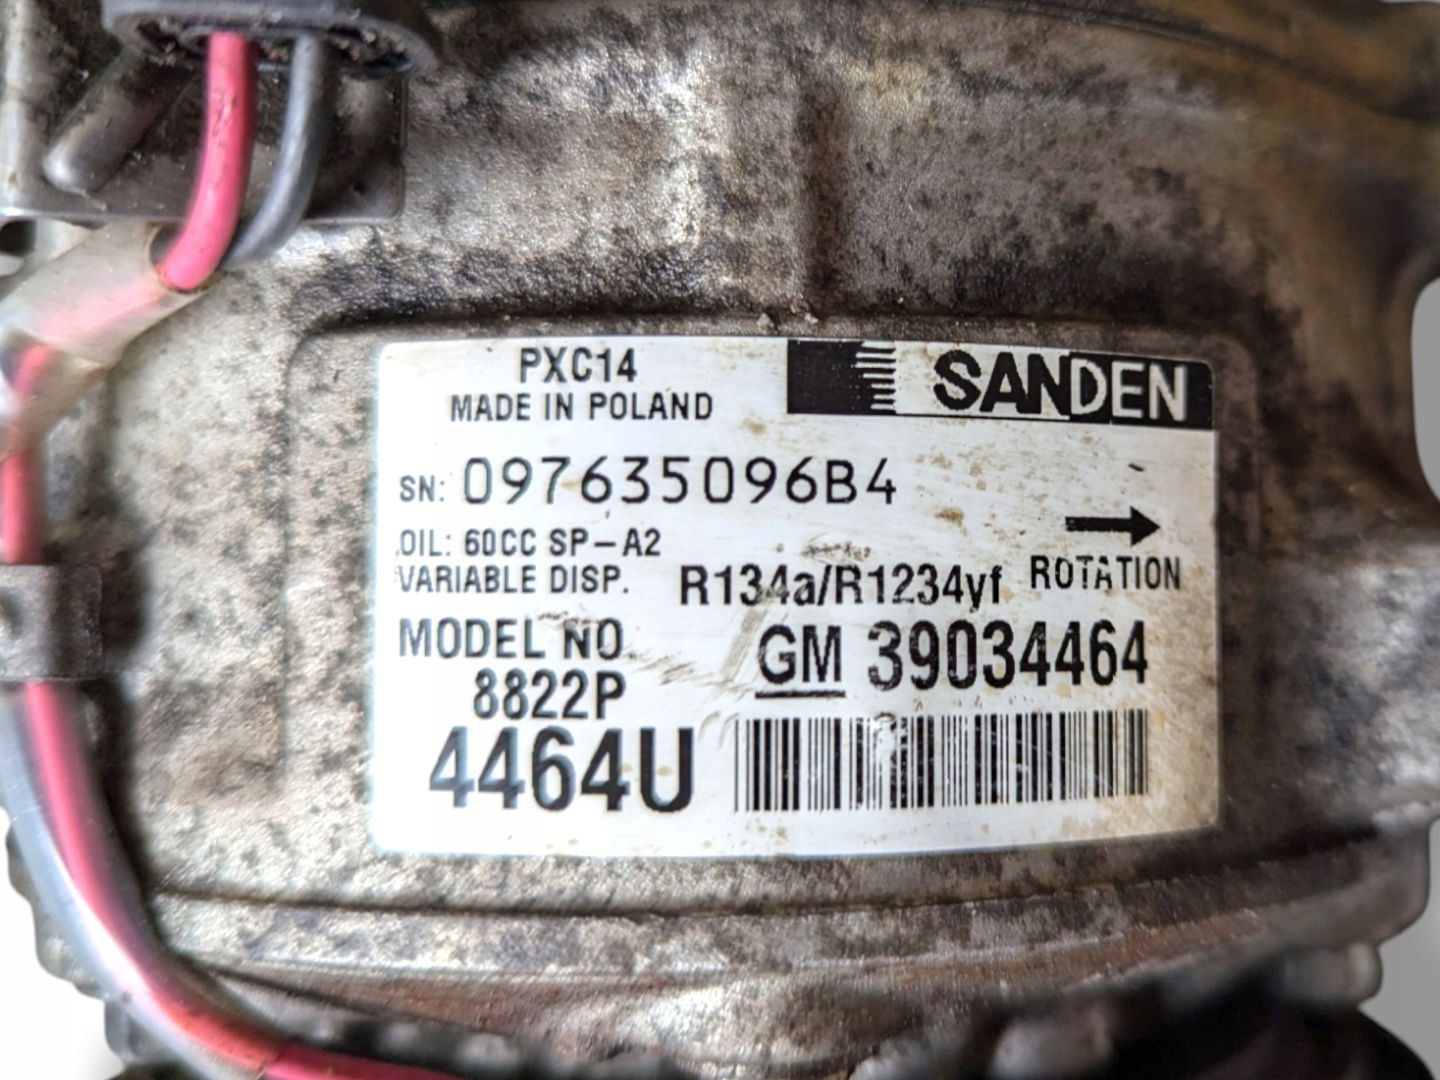 PXC14
MADE IN POLAND
SANDEN
SN: 097635096B4
OIL: 60CC SP-A2
VARIABLE DISP.
R134a/R1234yf
ROTATION
MODEL NO.
8822P
GM 39034464
4464U